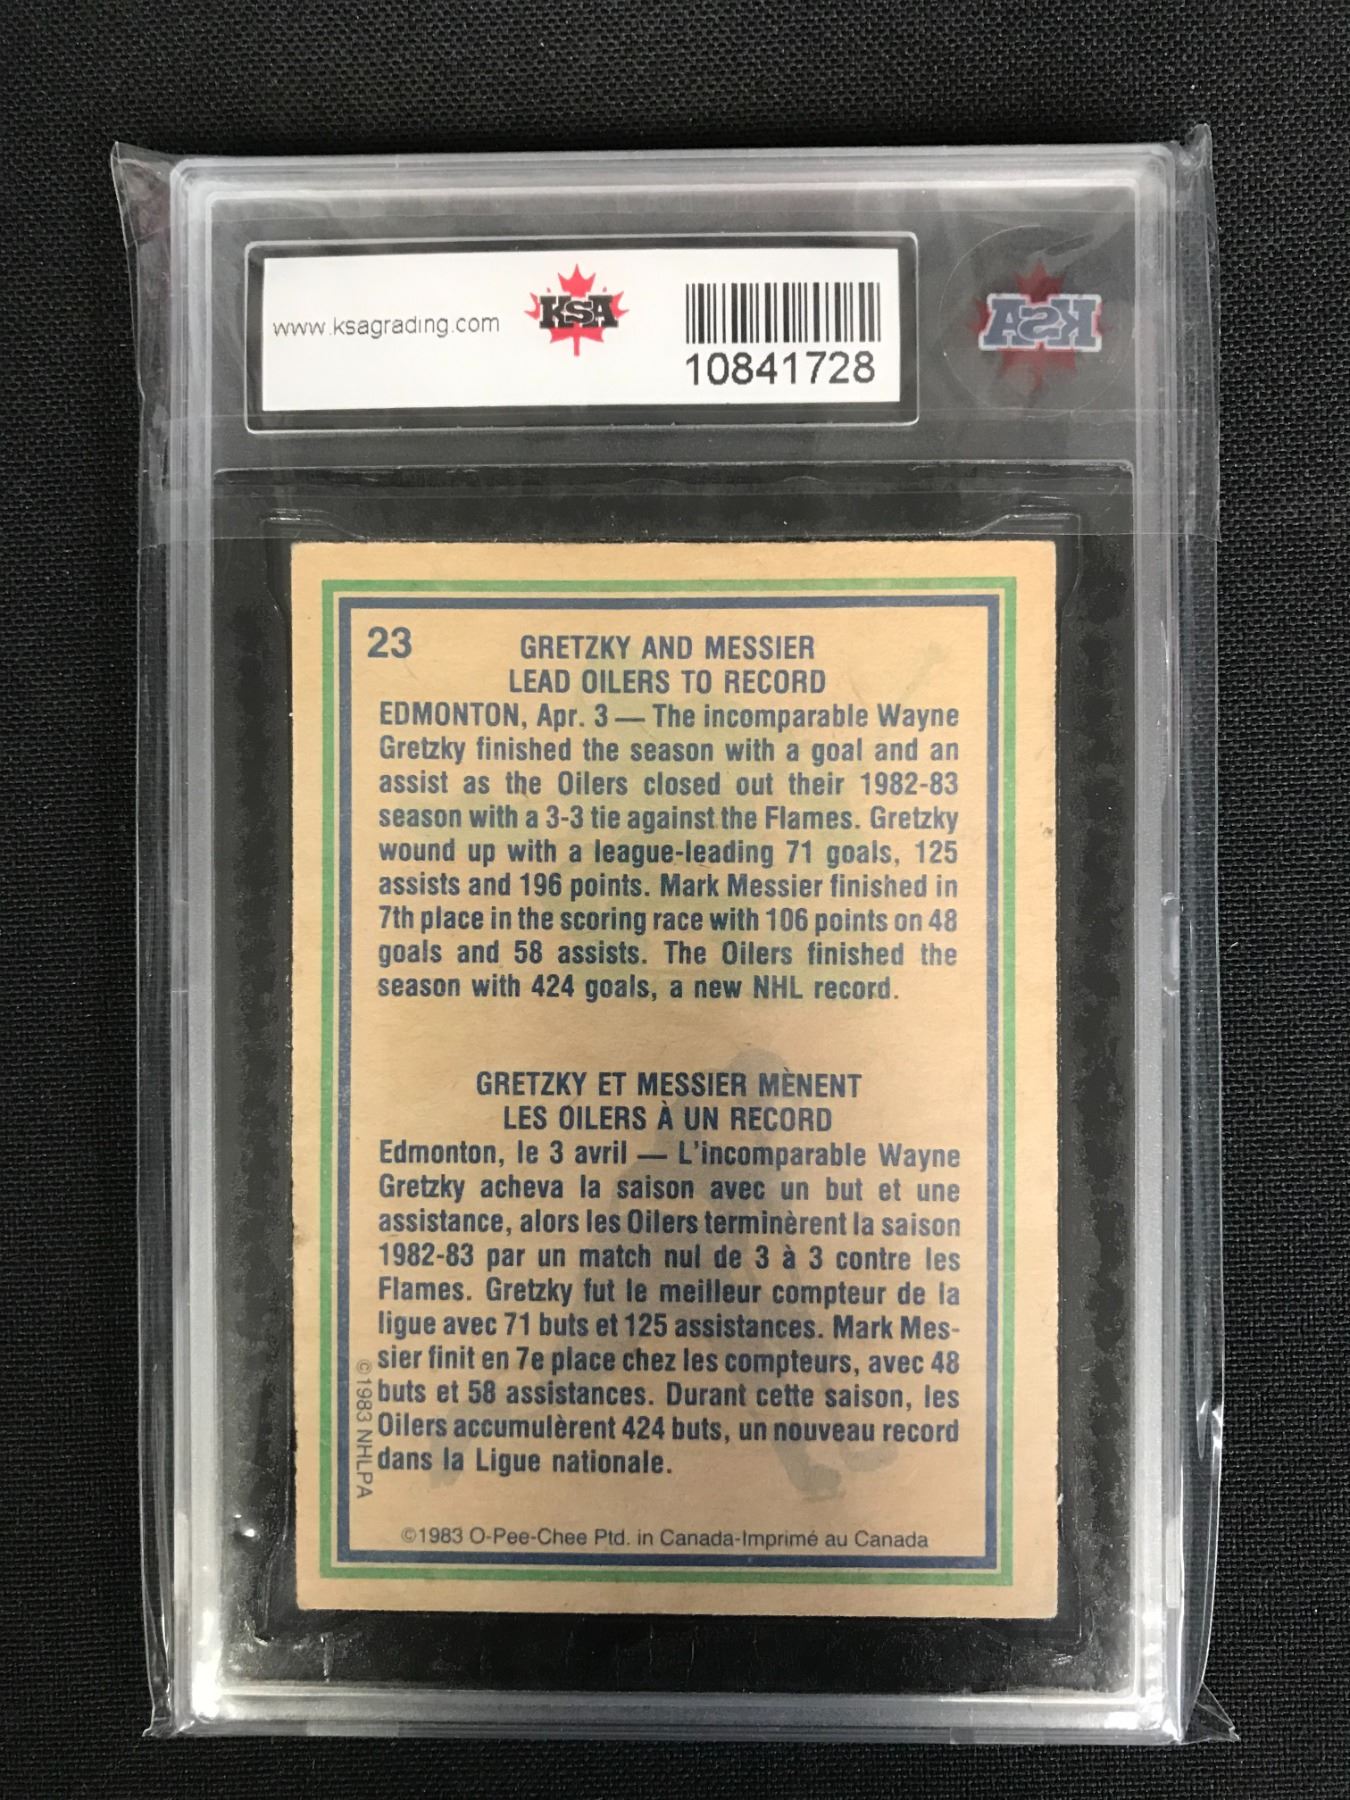 www.ksagrading.com
KSA
10841728
KSA
23
GRETZKY AND MESSIER
LEAD OILERS TO RECORD
EDMONTON, Apr. 3 — The incomparable Wayne
Gretzky finished the season with a goal and an
assist as the Oilers closed out their 1982-83
season with a 3-3 tie against the Flames. Gretzky
wound up with a league-leading 71 goals, 125
assists and 196 points. Mark Messier finished in
7th place in the scoring race with 106 points on 48
goals and 58 assists. The Oilers finished the
season with 424 goals, a new NHL record.
GRETZKY ET MESSIER MÈNENT
LES OILERS À UN RECORD
Edmonton, le 3 avril — L'incomparable Wayne
Gretzky acheva la saison avec un but et une
assistance, alors les Oilers terminèrent la saison
1982-83 par un match nul de 3 à 3 contre les
Flames. Gretzky fut le meilleur compteur de la
ligue avec 71 buts et 125 assistances. Mark Mes-
sier finit en 7e place chez les compteurs, avec 48
buts et 58 assistances. Durant cette saison, les
Oilers accumulèrent 424 buts, un nouveau record
dans la Ligue nationale.
©1983 NHLPA
©1983 O-Pee-Chee Ptd. in Canada-Imprimé au Canada